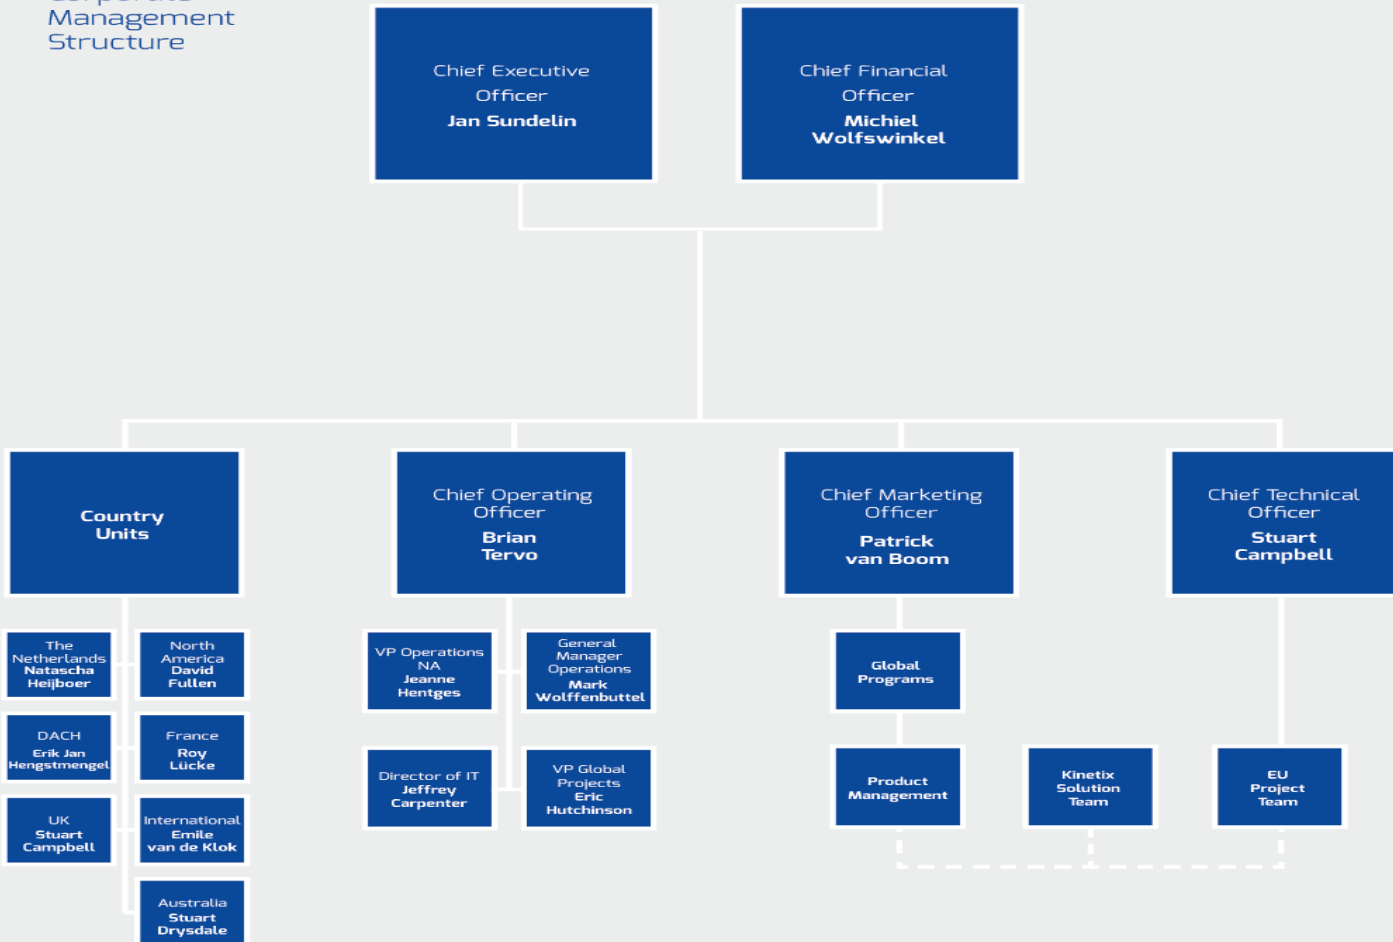 Corporate
Management
Structure
Chief Executive
Officer
Jan Sundelin
Chief Financial
Officer
Michiel
Wolfswinkel
Country
Units
Chief Operating
Officer
Brian
Tervo
Chief Marketing
Officer
Patrick
van Boom
Chief Technical
Officer
Stuart
Campbell
The
Netherlands
Natascha
Heijboer
North
America
David
Fullen
DACH
Erik Jan
Hengstmengel
France
Roy
Lücke
UK
Stuart
Campbell
International
Emile
van de Klok
Australia
Stuart
Drysdale
VP Operations
NA
Jeanne
Hentges
General
Manager
Operations
Mark
Wolffenbuttel
Director of IT
Jeffrey
Carpenter
VP Global
Projects
Eric
Hutchinson
Global
Programs
Product
Management
Kinetix
Solution
Team
EU
Project
Team